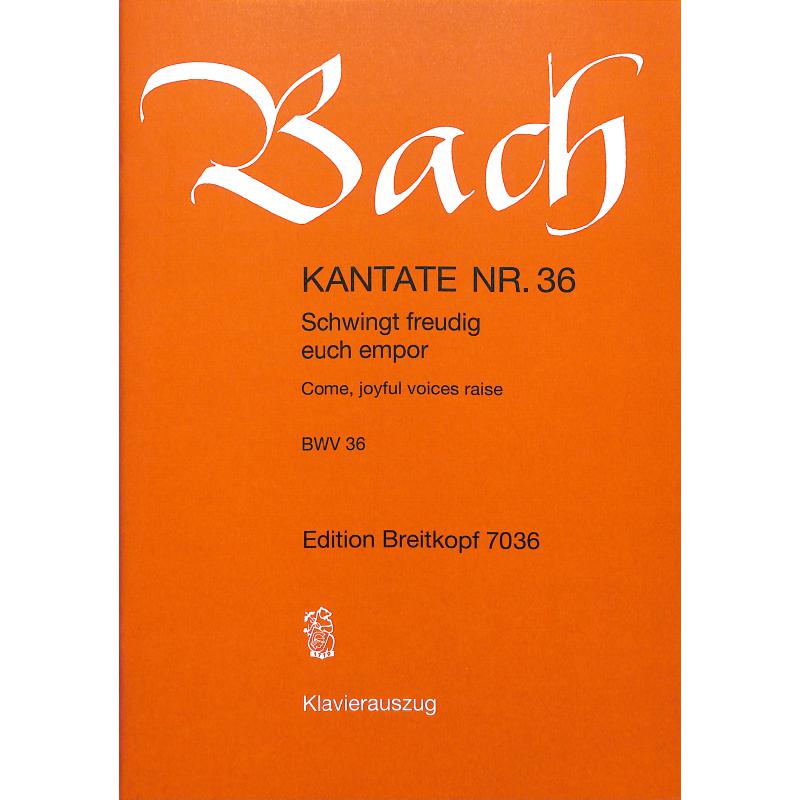 Bach
KANTATE NR. 36
Schwingt freudig
euch empor
Come, joyful voices raise
BWV 36
Edition Breitkopf 7036
Klavierauszug